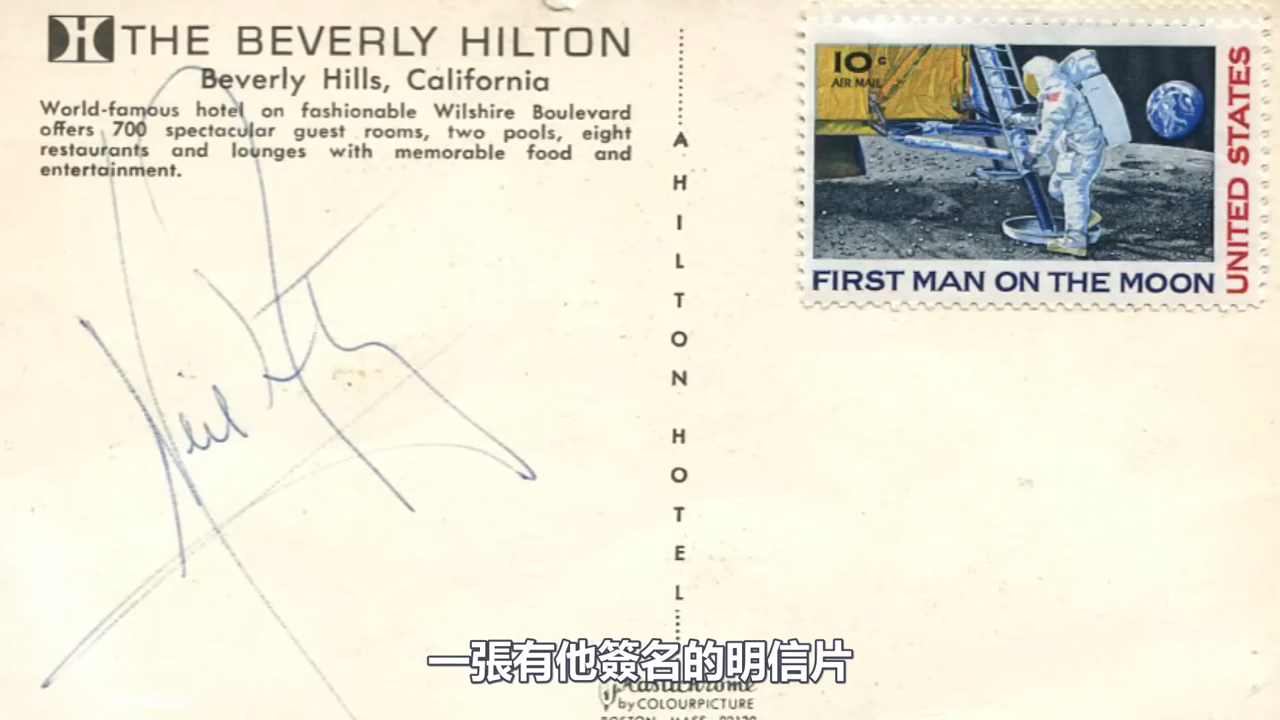 THE BEVERLY HILTON
Beverly Hills, California
World-famous hotel on fashionable Wilshire Boulevard
offers 700 spectacular guest rooms, two pools, eight
restaurants and lounges with memorable food and
entertainment.
Neil
A HILTON HOTEL
10c
AIR MAIL
UNITED STATES
FIRST MAN ON THE MOON
一張有他簽名的明信片
Plastichrome
by COLOURPICTURE